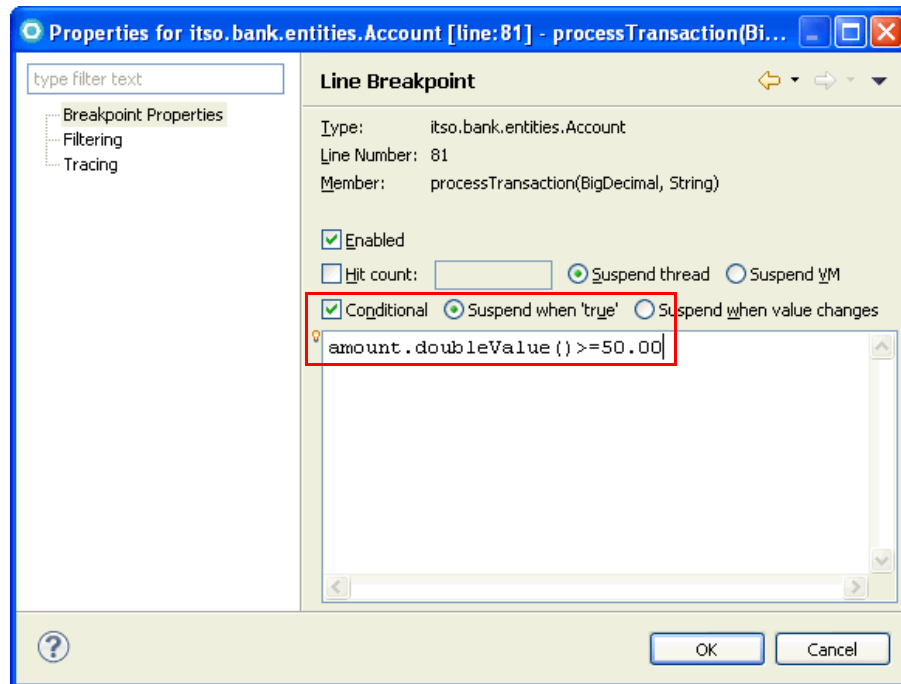 Properties for itso.bank.entities.Account [line: 81] - processTransaction(Bi...
type filter text
Breakpoint Properties
Filtering
Tracing
Line Breakpoint
Type: itso.bank.entities.Account
Line Number: 81
Member: processTransaction(BigDecimal, String)
Enabled
Hit count: Suspend thread Suspend VM
Conditional Suspend when 'true' Suspend when value changes
amount.doubleValue()>=50.00
?
OK Cancel